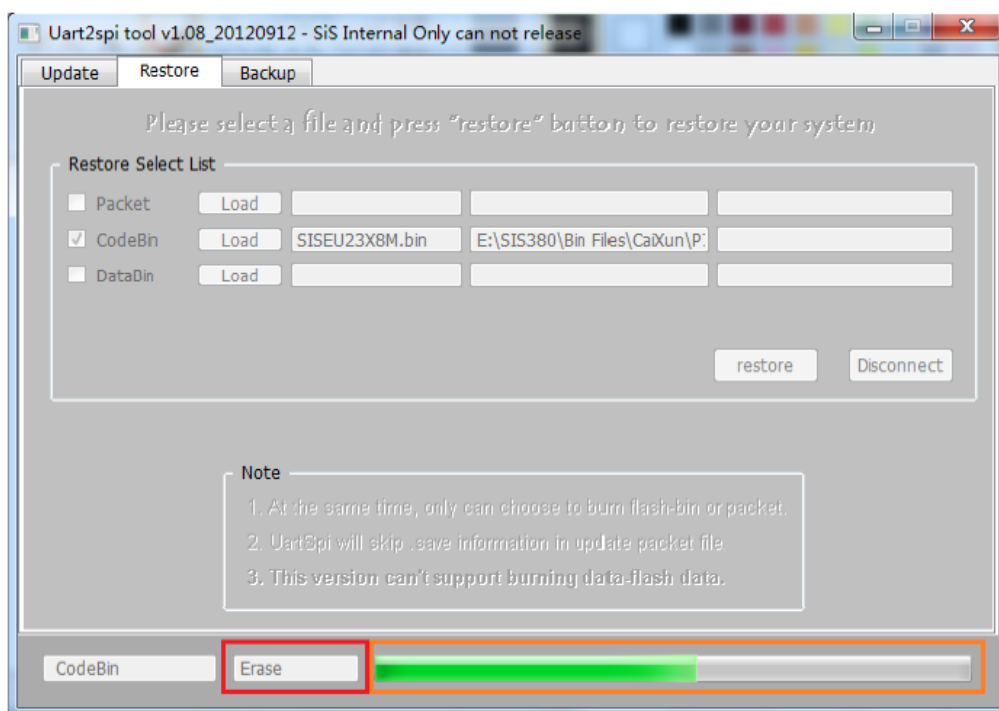 Uart2spi tool v1.08_20120912 - SiS Internal Only can not release
Update Restore Backup
Please select a file and press "restore" button to restore your system
Restore Select List
Packet Load
CodeBin Load SISEU23X8M.bin E:\SIS380\Bin Files\CaiXun\P
DataBin Load
restore Disconnect
Note
1. At the same time, only can choose to burn flash-bin or packet.
2. UartSpi will skip .save information in update packet file
3. This version can't support burning data-flash data.
CodeBin Erase